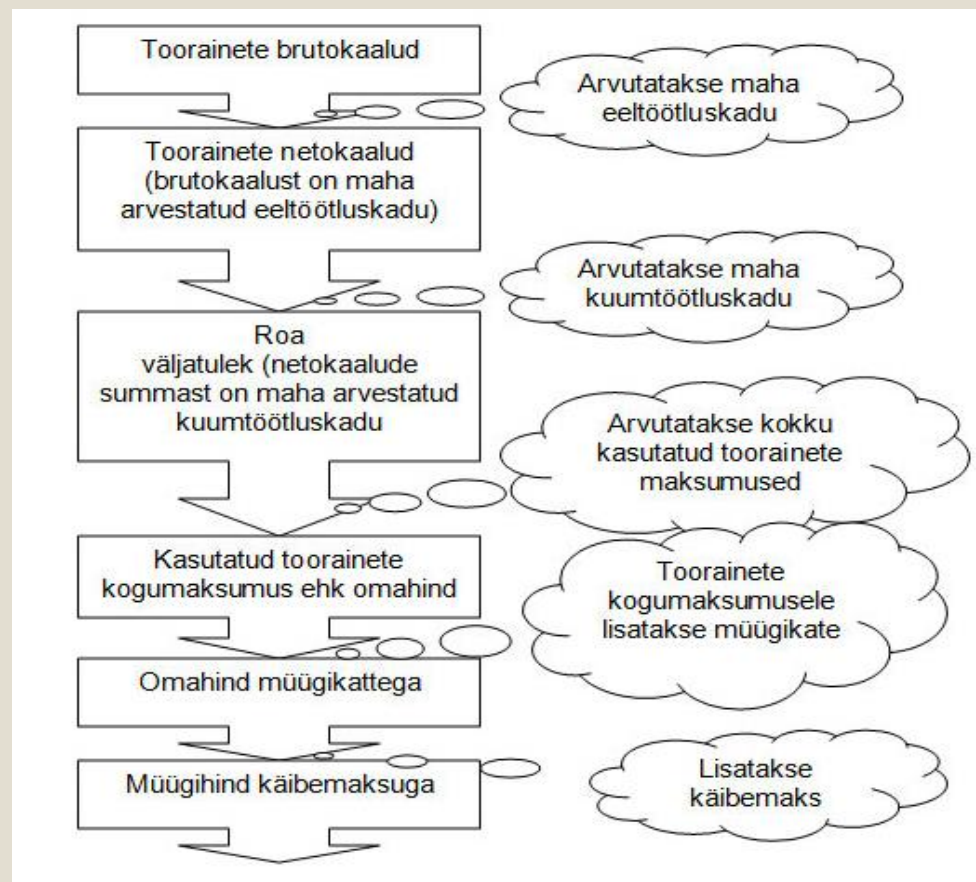 Toorainete brutokaalud
Arvutatakse maha
eeltöötluskadu
Toorainete netokaalud
(brutokaalust on maha
arvestatud eeltöötluskadu)
Arvutatakse maha
kuumtöötluskadu
Roa
väljatulek (netokaalude
summast on maha arvestatud
kuumtöötluskadu
Arvutatakse kokku
kasutatud toorainete
maksumused
Kasutatud toorainete
kogumaksumus ehk omahind
Toorainete
kogumaksumusele
lisatakse müügikate
Omahind müügikattega
Müügihind käibemaksuga
Lisatakse
käibemaks